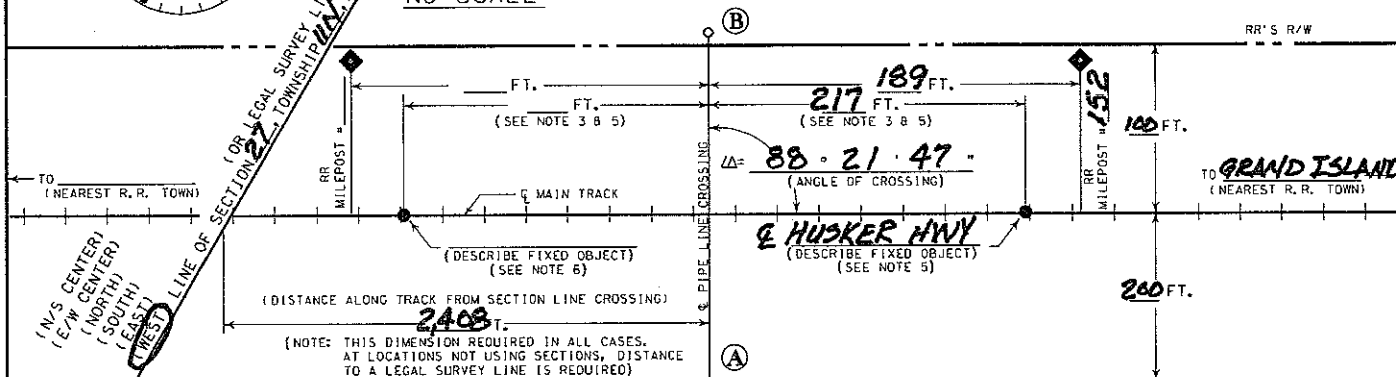 NO SCALE
B
RR'S R/W
(OR LEGAL SURVEY LI
WEST LINE OF SECTION 27, TOWNSHIP 11N,
FT.
189 FT.
FT.
(SEE NOTE 3 & 5)
217 FT.
(SEE NOTE 3 & 5)
RR MILEPOST "
RR MILEPOST " 152
100 FT.
∠Δ= 88 ° 21 ' 47 "
(ANGLE OF CROSSING)
TO
(NEAREST R.R. TOWN)
TO GRAND ISLAND
(NEAREST R.R. TOWN)
℄ MAIN TRACK
℄ PIPE LINE CROSSING
(DESCRIBE FIXED OBJECT)
(SEE NOTE 6)
℄ HUSKER HWY
(DESCRIBE FIXED OBJECT)
(SEE NOTE 5)
(N/S CENTER)
(E/W CENTER)
(NORTH)
(SOUTH)
(EAST)
(WEST)
(DISTANCE ALONG TRACK FROM SECTION LINE CROSSING)
2,408 FT.
(NOTE: THIS DIMENSION REQUIRED IN ALL CASES.
AT LOCATIONS NOT USING SECTIONS, DISTANCE
TO A LEGAL SURVEY LINE IS REQUIRED)
200 FT.
A